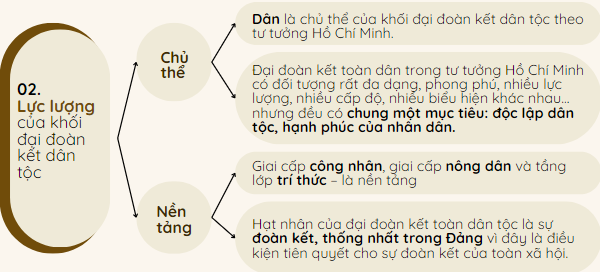 02.
Lực lượng
của khối
đại đoàn
kết dân
tộc
Chủ
thể
Dân là chủ thể của khối đại đoàn kết dân tộc theo
tư tưởng Hồ Chí Minh.
Đại đoàn kết toàn dân trong tư tưởng Hồ Chí Minh
có đối tượng rất đa dạng, phong phú, nhiều lực
lượng, nhiều cấp độ, nhiều biểu hiện khác nhau...
nhưng đều có chung một mục tiêu: độc lập dân
tộc, hạnh phúc của nhân dân.
Nền
tảng
Giai cấp công nhân, giai cấp nông dân và tầng
lớp trí thức – là nền tảng
Hạt nhân của đại đoàn kết toàn dân tộc là sự
đoàn kết, thống nhất trong Đảng vì đây là điều
kiện tiên quyết cho sự đoàn kết của toàn xã hội.